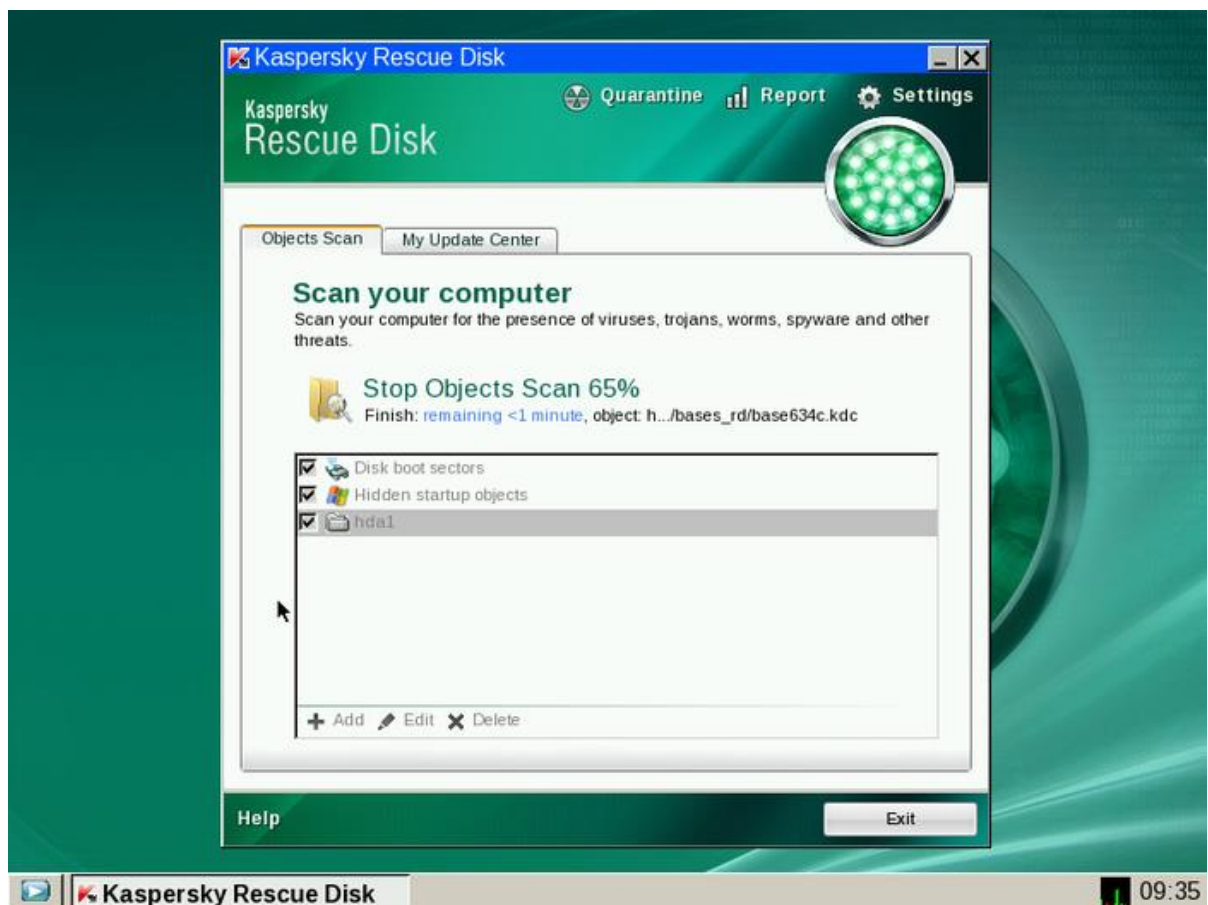 Kaspersky Rescue Disk
Quarantine Report Settings
Kaspersky
Rescue Disk
Objects Scan My Update Center
Scan your computer
Scan your computer for the presence of viruses, trojans, worms, spyware and other
threats.
Stop Objects Scan 65%
Finish: remaining <1 minute, object: h.../bases_rd/base634c.kdc
Disk boot sectors
Hidden startup objects
hda1
Add Edit Delete
Help Exit
Kaspersky Rescue Disk 09:35